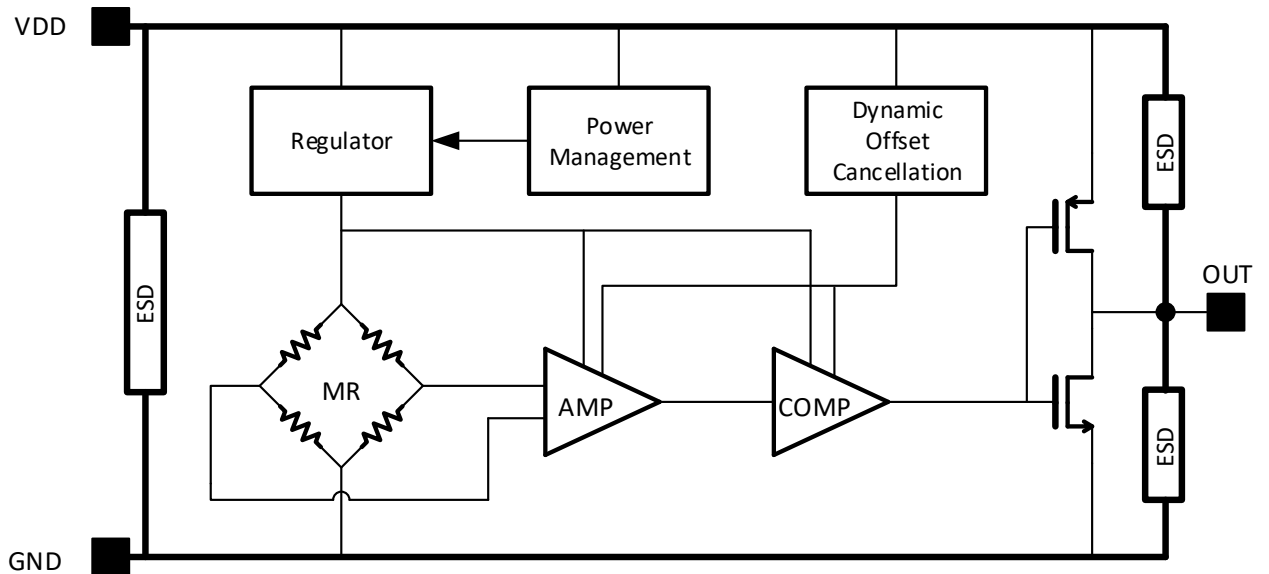 VDD
Regulator
Power
Management
Dynamic
Offset
Cancellation
ESD
ESD
OUT
MR
AMP
COMP
ESD
GND